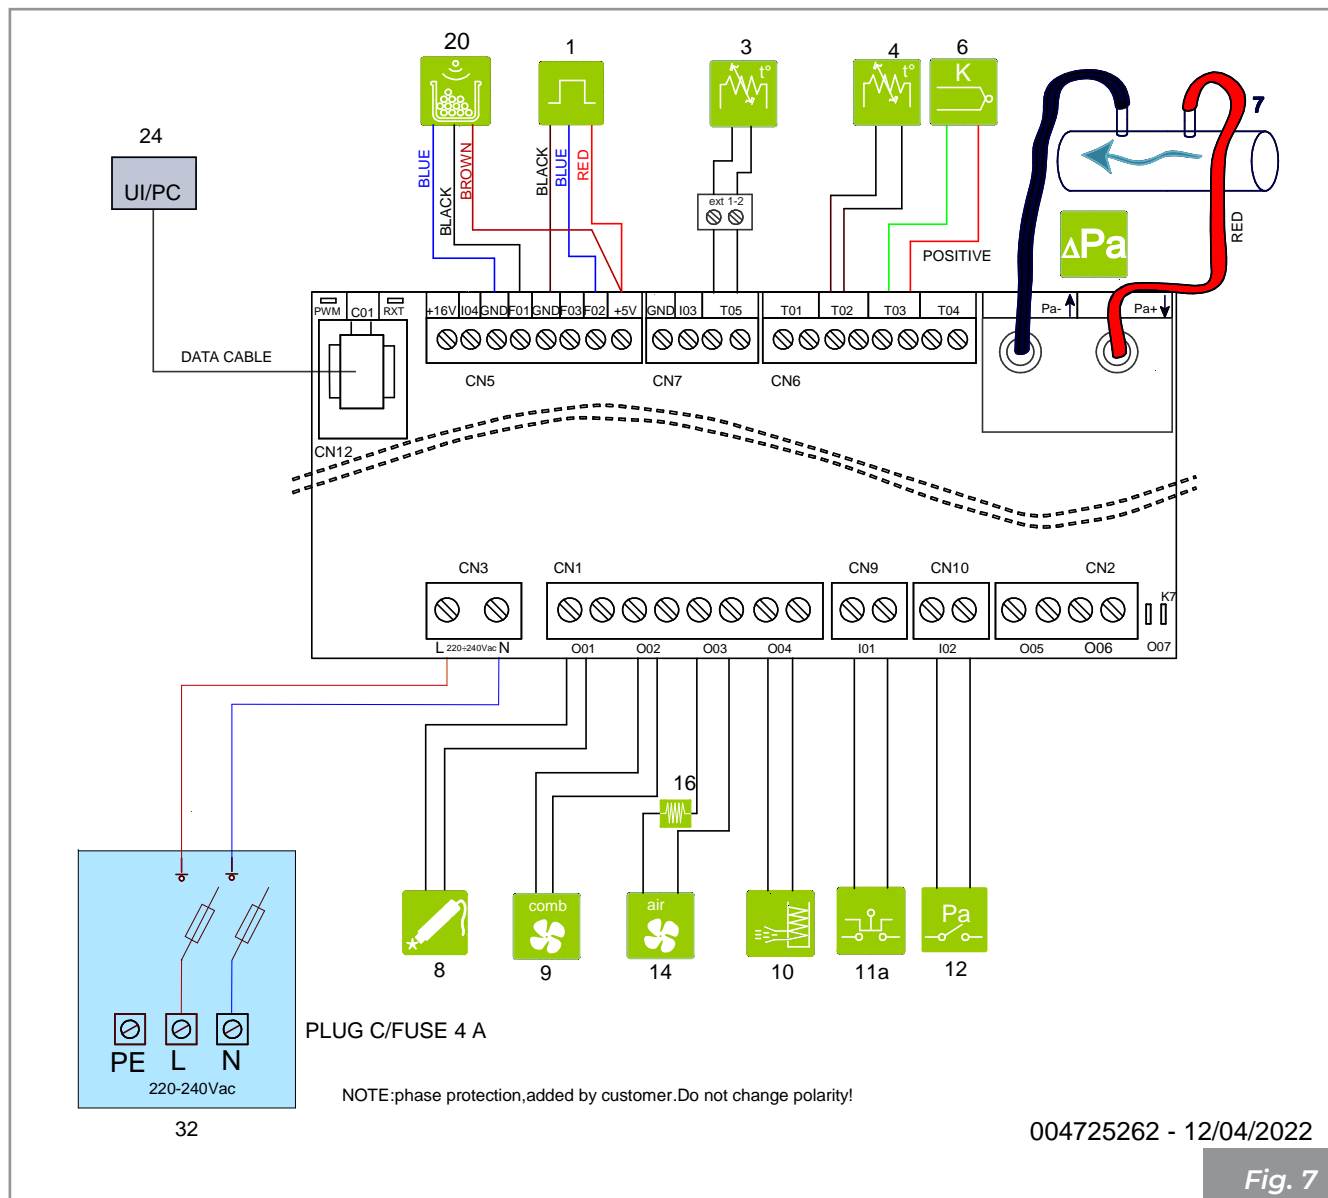 20
1
3
4
6
7
24
t°
t°
K
UI/PC
BLUE
BLACK
BROWN
BLACK
BLUE
RED
ext 1-2
POSITIVE
ΔPa
RED
PWM
C01
RXT
+16V
I04
GND
F01
GND
F03
F02
+5V
GND
I03
T05
T01
T02
T03
T04
Pa-
Pa+
DATA CABLE
CN5
CN7
CN6
CN12
CN3
CN1
CN9
CN10
CN2
K7
L 220÷240Vac N
O01
O02
O03
O04
I01
I02
O05
O06
O07
16
comb
air
Pa
8
9
14
10
11a
12
PLUG C/FUSE 4 A
PE
L
N
220-240Vac
NOTE:phase protection,added by customer.Do not change polarity!
32
004725262 - 12/04/2022
Fig. 7